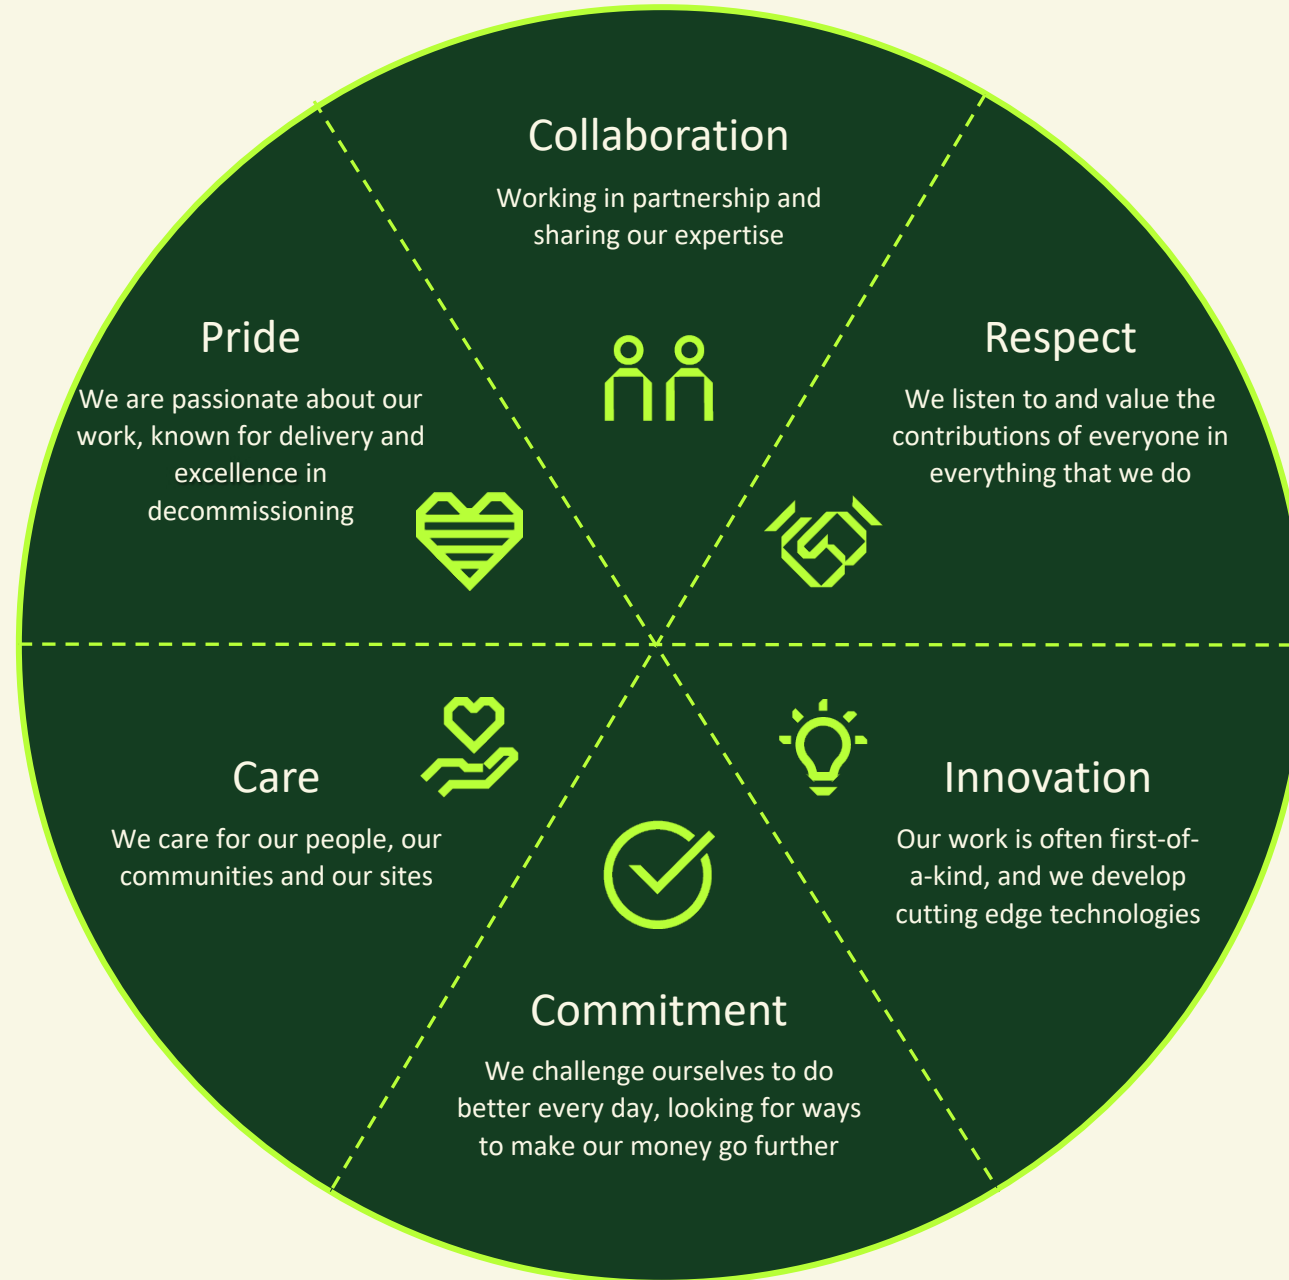 Collaboration
Working in partnership and
sharing our expertise
Pride
We are passionate about our
work, known for delivery and
excellence in
decommissioning
Respect
We listen to and value the
contributions of everyone in
everything that we do
Care
We care for our people, our
communities and our sites
Innovation
Our work is often first-of-
a-kind, and we develop
cutting edge technologies
Commitment
We challenge ourselves to do
better every day, looking for ways
to make our money go further